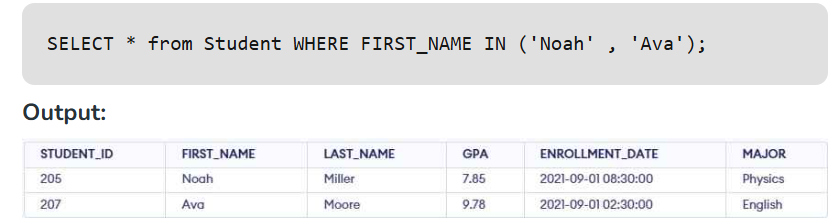 SELECT * from Student WHERE FIRST_NAME IN ('Noah' , 'Ava');
Output:
STUDENT_ID FIRST_NAME LAST_NAME GPA ENROLLMENT_DATE MAJOR
205 Noah Miller 7.85 2021-09-01 08:30:00 Physics
207 Ava Moore 9.78 2021-09-01 02:30:00 English